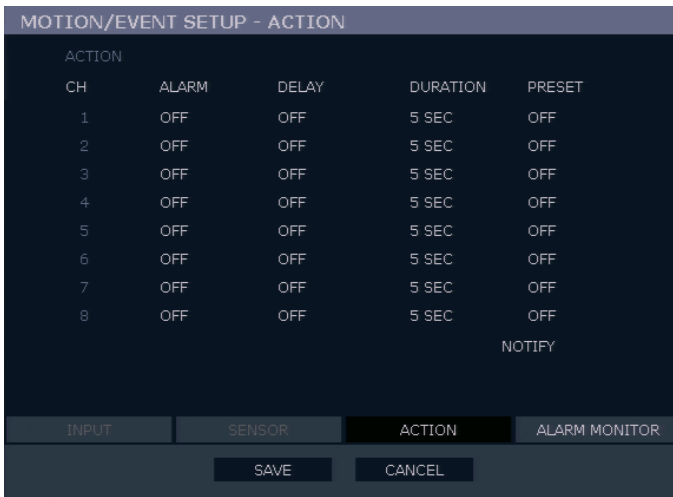 MOTION/EVENT SETUP - ACTION
ACTION
CH ALARM DELAY DURATION PRESET
1 OFF OFF 5 SEC OFF
2 OFF OFF 5 SEC OFF
3 OFF OFF 5 SEC OFF
4 OFF OFF 5 SEC OFF
5 OFF OFF 5 SEC OFF
6 OFF OFF 5 SEC OFF
7 OFF OFF 5 SEC OFF
8 OFF OFF 5 SEC OFF
NOTIFY
INPUT SENSOR ACTION ALARM MONITOR
SAVE CANCEL